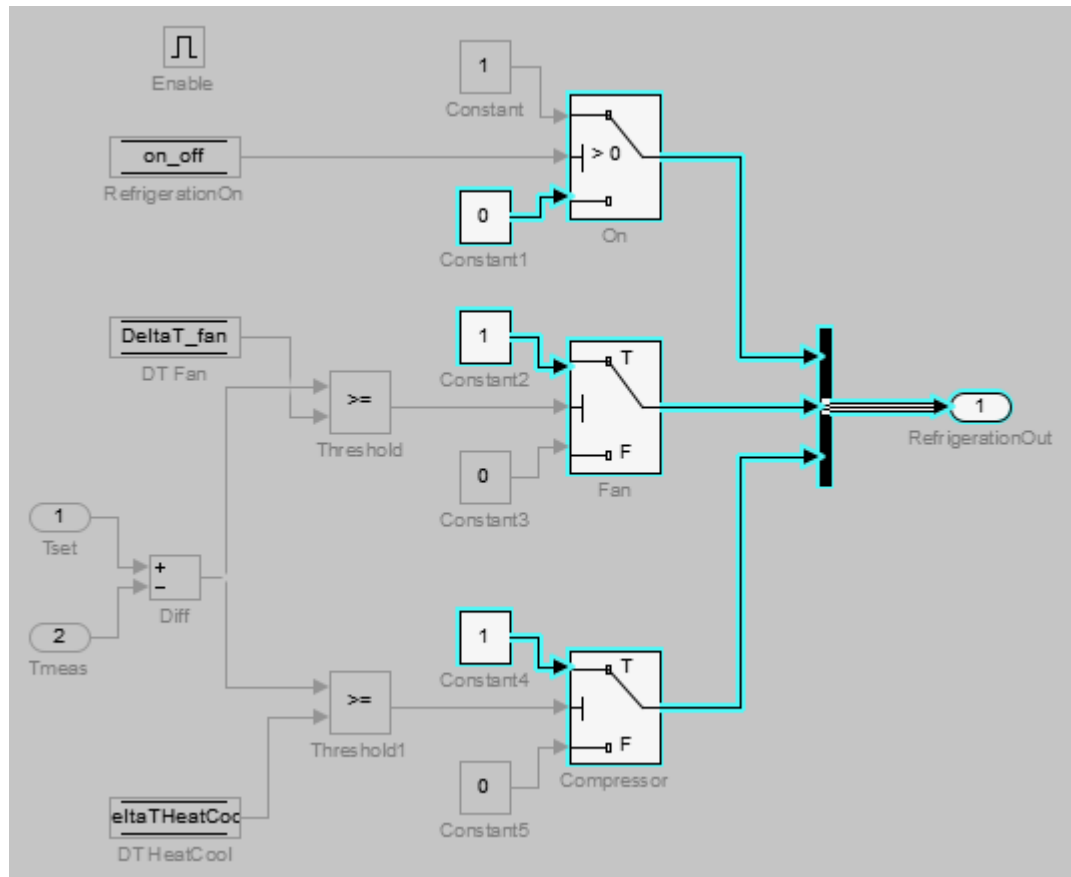 Enable
1
Constant
on_off
RefrigerationOn
> 0
0
Constant1
On
DeltaT_fan
DT Fan
1
Constant2
T
>=
Threshold
F
0
Constant3
Fan
1
RefrigerationOut
1
Tset
+
−
Diff
2
Tmeas
1
Constant4
T
>=
Threshold1
F
0
Constant5
Compressor
eltaTHeatCoo
DT HeatCool